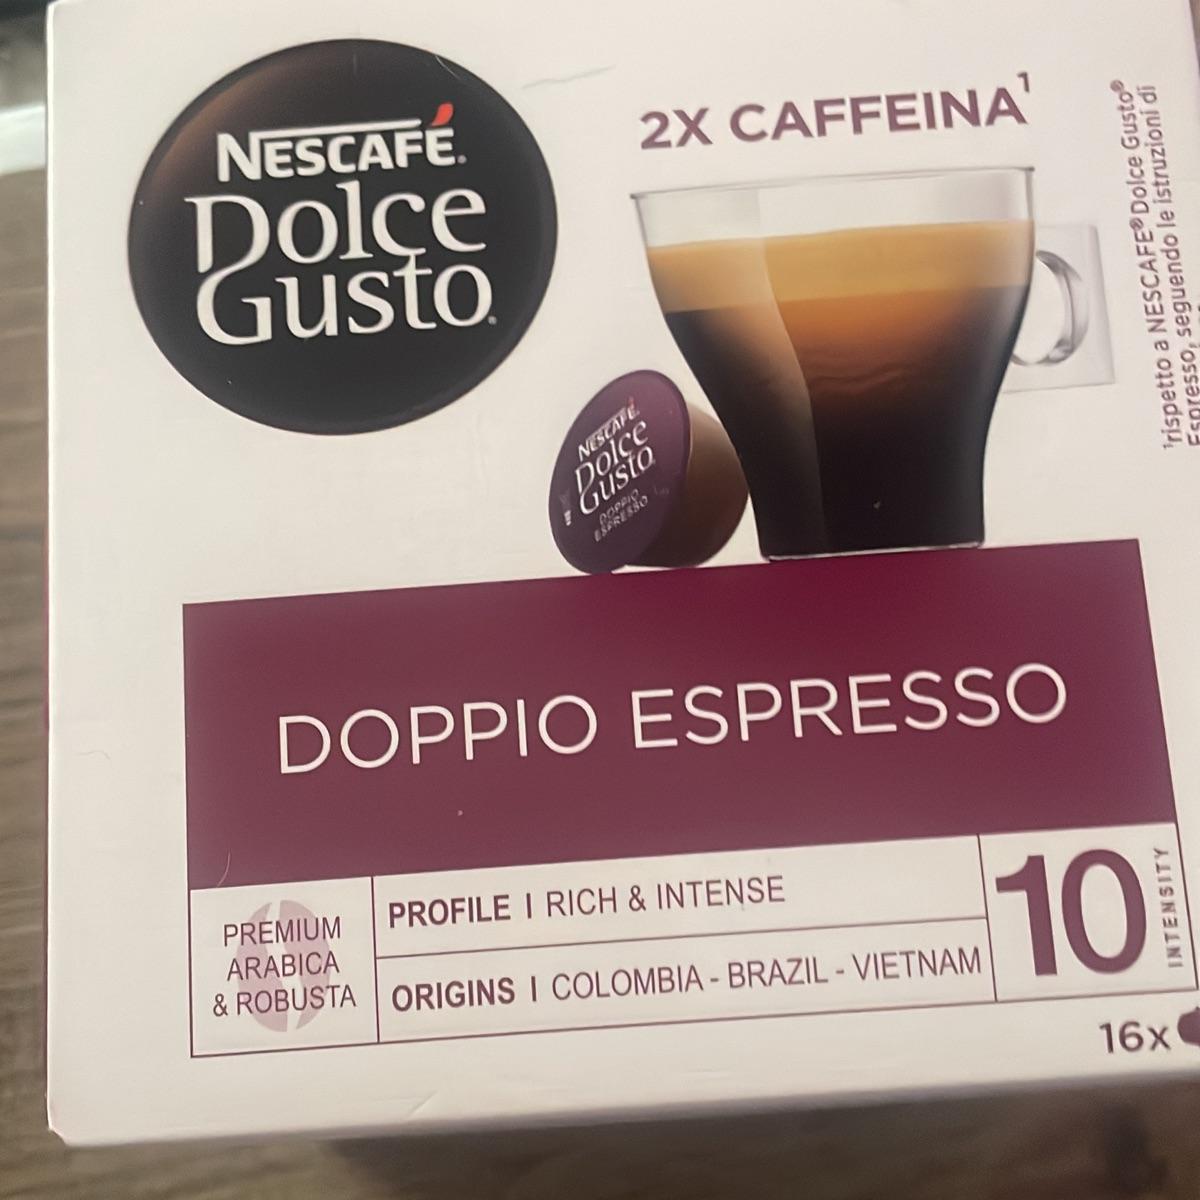 NESCAFÉ®
Dolce
Gusto®
2X CAFFEINA¹
¹rispetto a NESCAFÉ® Dolce Gusto®
Espresso, seguendo le istruzioni di
NESCAFÉ
Dolce
Gusto
DOPPIO
ESPRESSO
DOPPIO ESPRESSO
PREMIUM
ARABICA
& ROBUSTA
PROFILE | RICH & INTENSE
ORIGINS | COLOMBIA - BRAZIL - VIETNAM
10
INTENSITY
16x